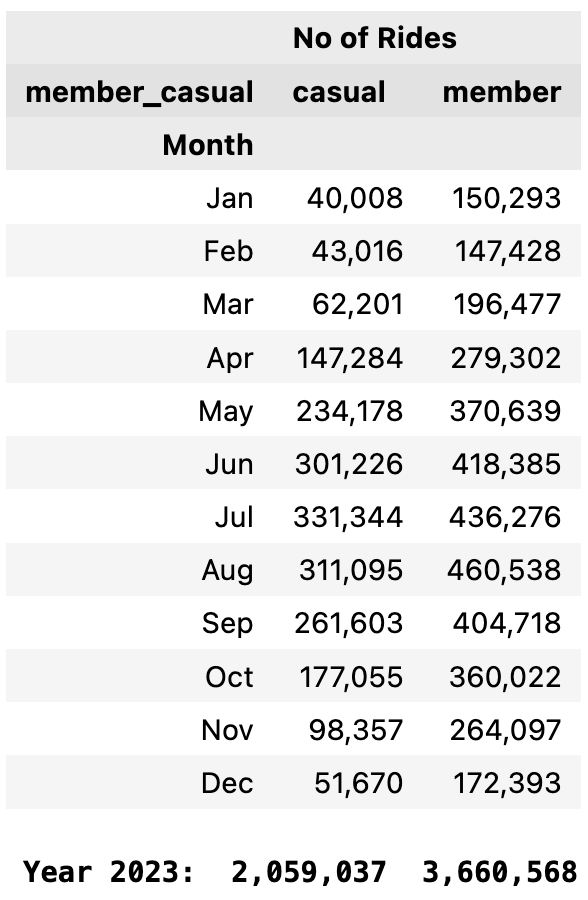 No of Rides
member_casual casual member
Month
Jan 40,008 150,293
Feb 43,016 147,428
Mar 62,201 196,477
Apr 147,284 279,302
May 234,178 370,639
Jun 301,226 418,385
Jul 331,344 436,276
Aug 311,095 460,538
Sep 261,603 404,718
Oct 177,055 360,022
Nov 98,357 264,097
Dec 51,670 172,393
Year 2023: 2,059,037 3,660,568